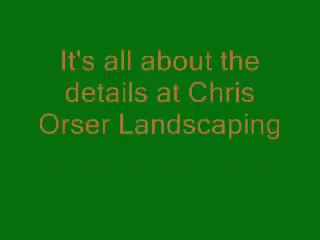 It's all about the
details at Chris
Orser Landscaping